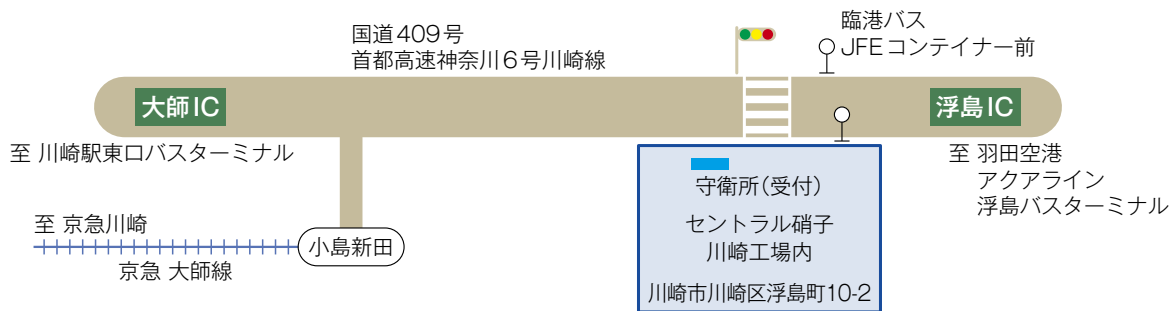 国道409号
首都高速神奈川6号川崎線
臨港バス
JFEコンテイナー前
大師IC
浮島IC
至 川崎駅東口バスターミナル
至 羽田空港
アクアライン
浮島バスターミナル
守衛所(受付)
セントラル硝子
川崎工場内
川崎市川崎区浮島町10-2
至 京急川崎
小島新田
京急 大師線